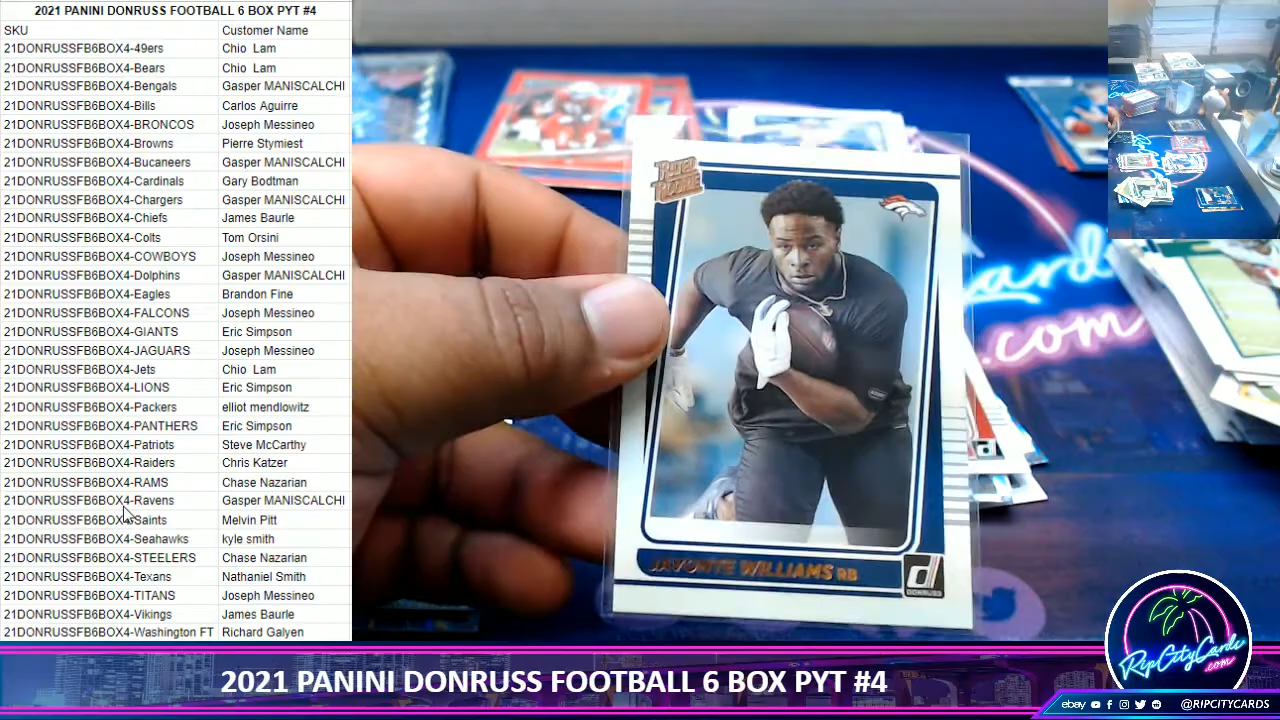 2021 PANINI DONRUSS FOOTBALL 6 BOX PYT #4
SKU Customer Name
21DONRUSSFB6BOX4-49ers Chio Lam
21DONRUSSFB6BOX4-Bears Chio Lam
21DONRUSSFB6BOX4-Bengals Gasper MANISCALCHI
21DONRUSSFB6BOX4-Bills Carlos Aguirre
21DONRUSSFB6BOX4-BRONCOS Joseph Messineo
21DONRUSSFB6BOX4-Browns Pierre Stymiest
21DONRUSSFB6BOX4-Bucaneers Gasper MANISCALCHI
21DONRUSSFB6BOX4-Cardinals Gary Bodtman
21DONRUSSFB6BOX4-Chargers Gasper MANISCALCHI
21DONRUSSFB6BOX4-Chiefs James Baurle
21DONRUSSFB6BOX4-Colts Tom Orsini
21DONRUSSFB6BOX4-COWBOYS Joseph Messineo
21DONRUSSFB6BOX4-Dolphins Gasper MANISCALCHI
21DONRUSSFB6BOX4-Eagles Brandon Fine
21DONRUSSFB6BOX4-FALCONS Joseph Messineo
21DONRUSSFB6BOX4-GIANTS Eric Simpson
21DONRUSSFB6BOX4-JAGUARS Joseph Messineo
21DONRUSSFB6BOX4-Jets Chio Lam
21DONRUSSFB6BOX4-LIONS Eric Simpson
21DONRUSSFB6BOX4-Packers elliot mendlowitz
21DONRUSSFB6BOX4-PANTHERS Eric Simpson
21DONRUSSFB6BOX4-Patriots Steve McCarthy
21DONRUSSFB6BOX4-Raiders Chris Katzer
21DONRUSSFB6BOX4-RAMS Chase Nazarian
21DONRUSSFB6BOX4-Ravens Gasper MANISCALCHI
21DONRUSSFB6BOX4-Saints Melvin Pitt
21DONRUSSFB6BOX4-Seahawks kyle smith
21DONRUSSFB6BOX4-STEELERS Chase Nazarian
21DONRUSSFB6BOX4-Texans Nathaniel Smith
21DONRUSSFB6BOX4-TITANS Joseph Messineo
21DONRUSSFB6BOX4-Vikings James Baurle
21DONRUSSFB6BOX4-Washington FT Richard Galyen
RATED
ROOKIE
JAVONTE WILLIAMS RB
d
DONRUSS
ards
.com
RipCityCards
.com
2021 PANINI DONRUSS FOOTBALL 6 BOX PYT #4
ebay @RIPCITYCARDS